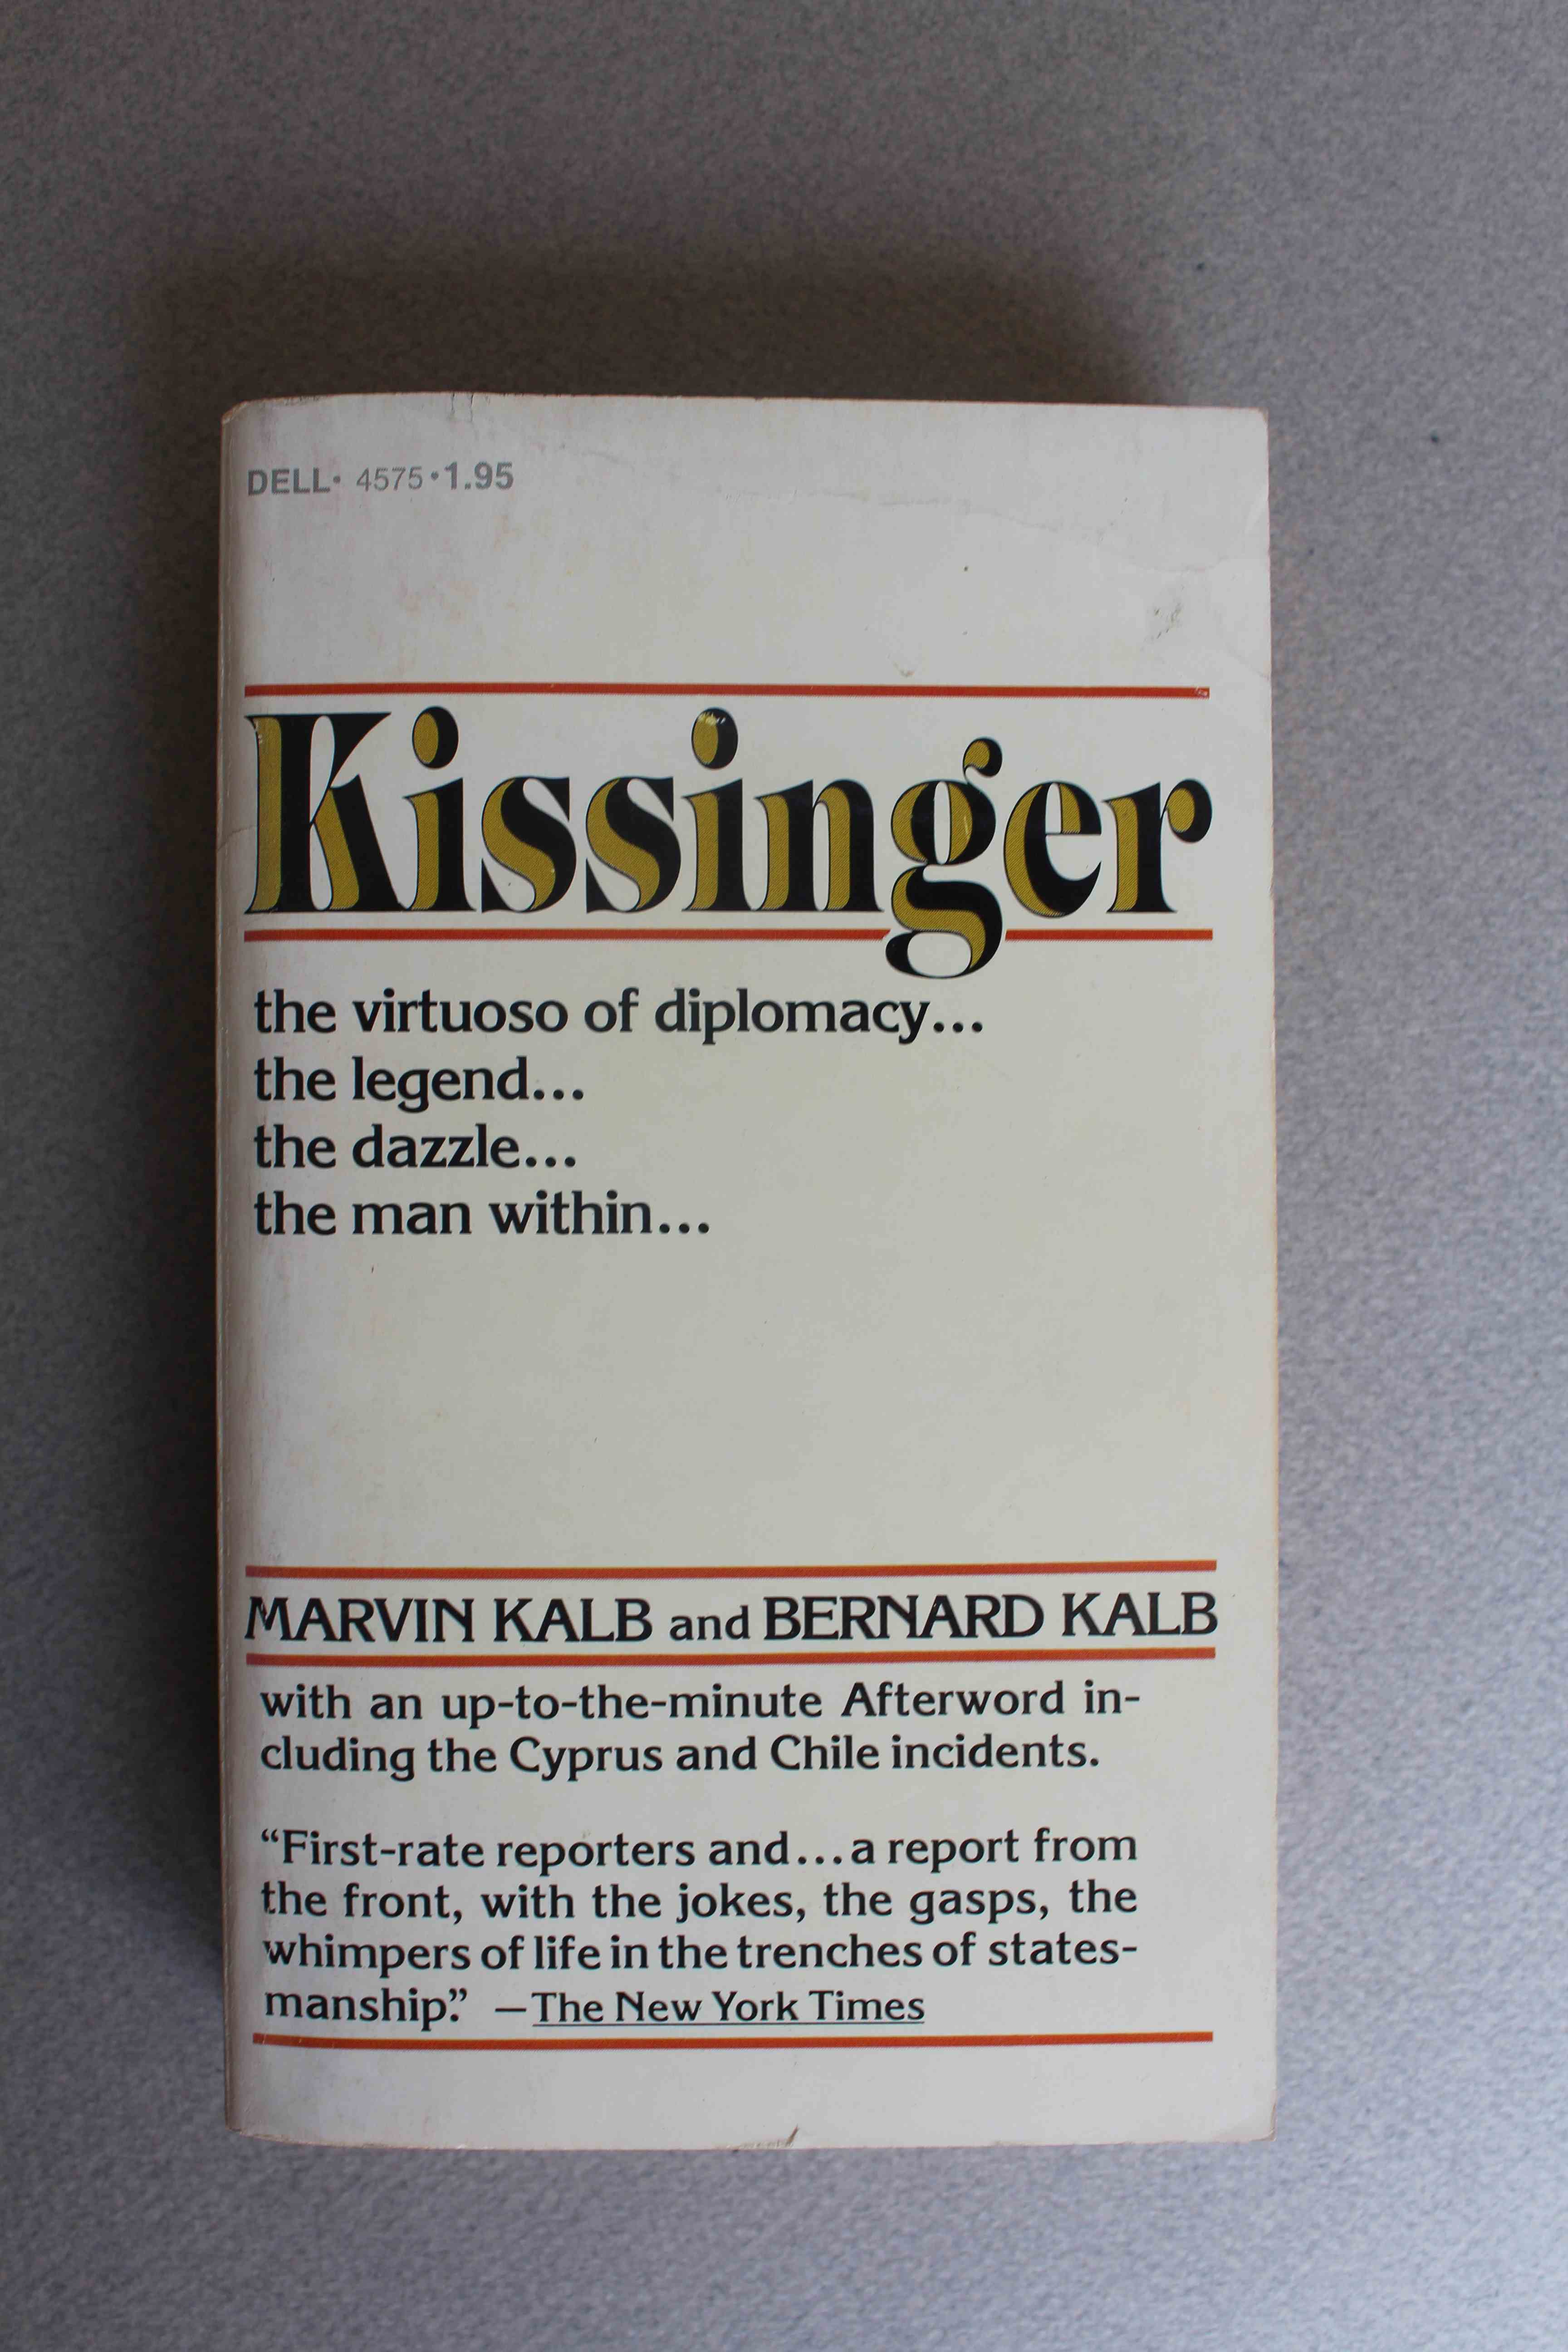 DELL • 4575 • 1.95
Kissinger
the virtuoso of diplomacy...
the legend...
the dazzle...
the man within...
MARVIN KALB and BERNARD KALB
with an up-to-the-minute Afterword in-
cluding the Cyprus and Chile incidents.
“First-rate reporters and...a report from
the front, with the jokes, the gasps, the
whimpers of life in the trenches of states-
manship.” —The New York Times